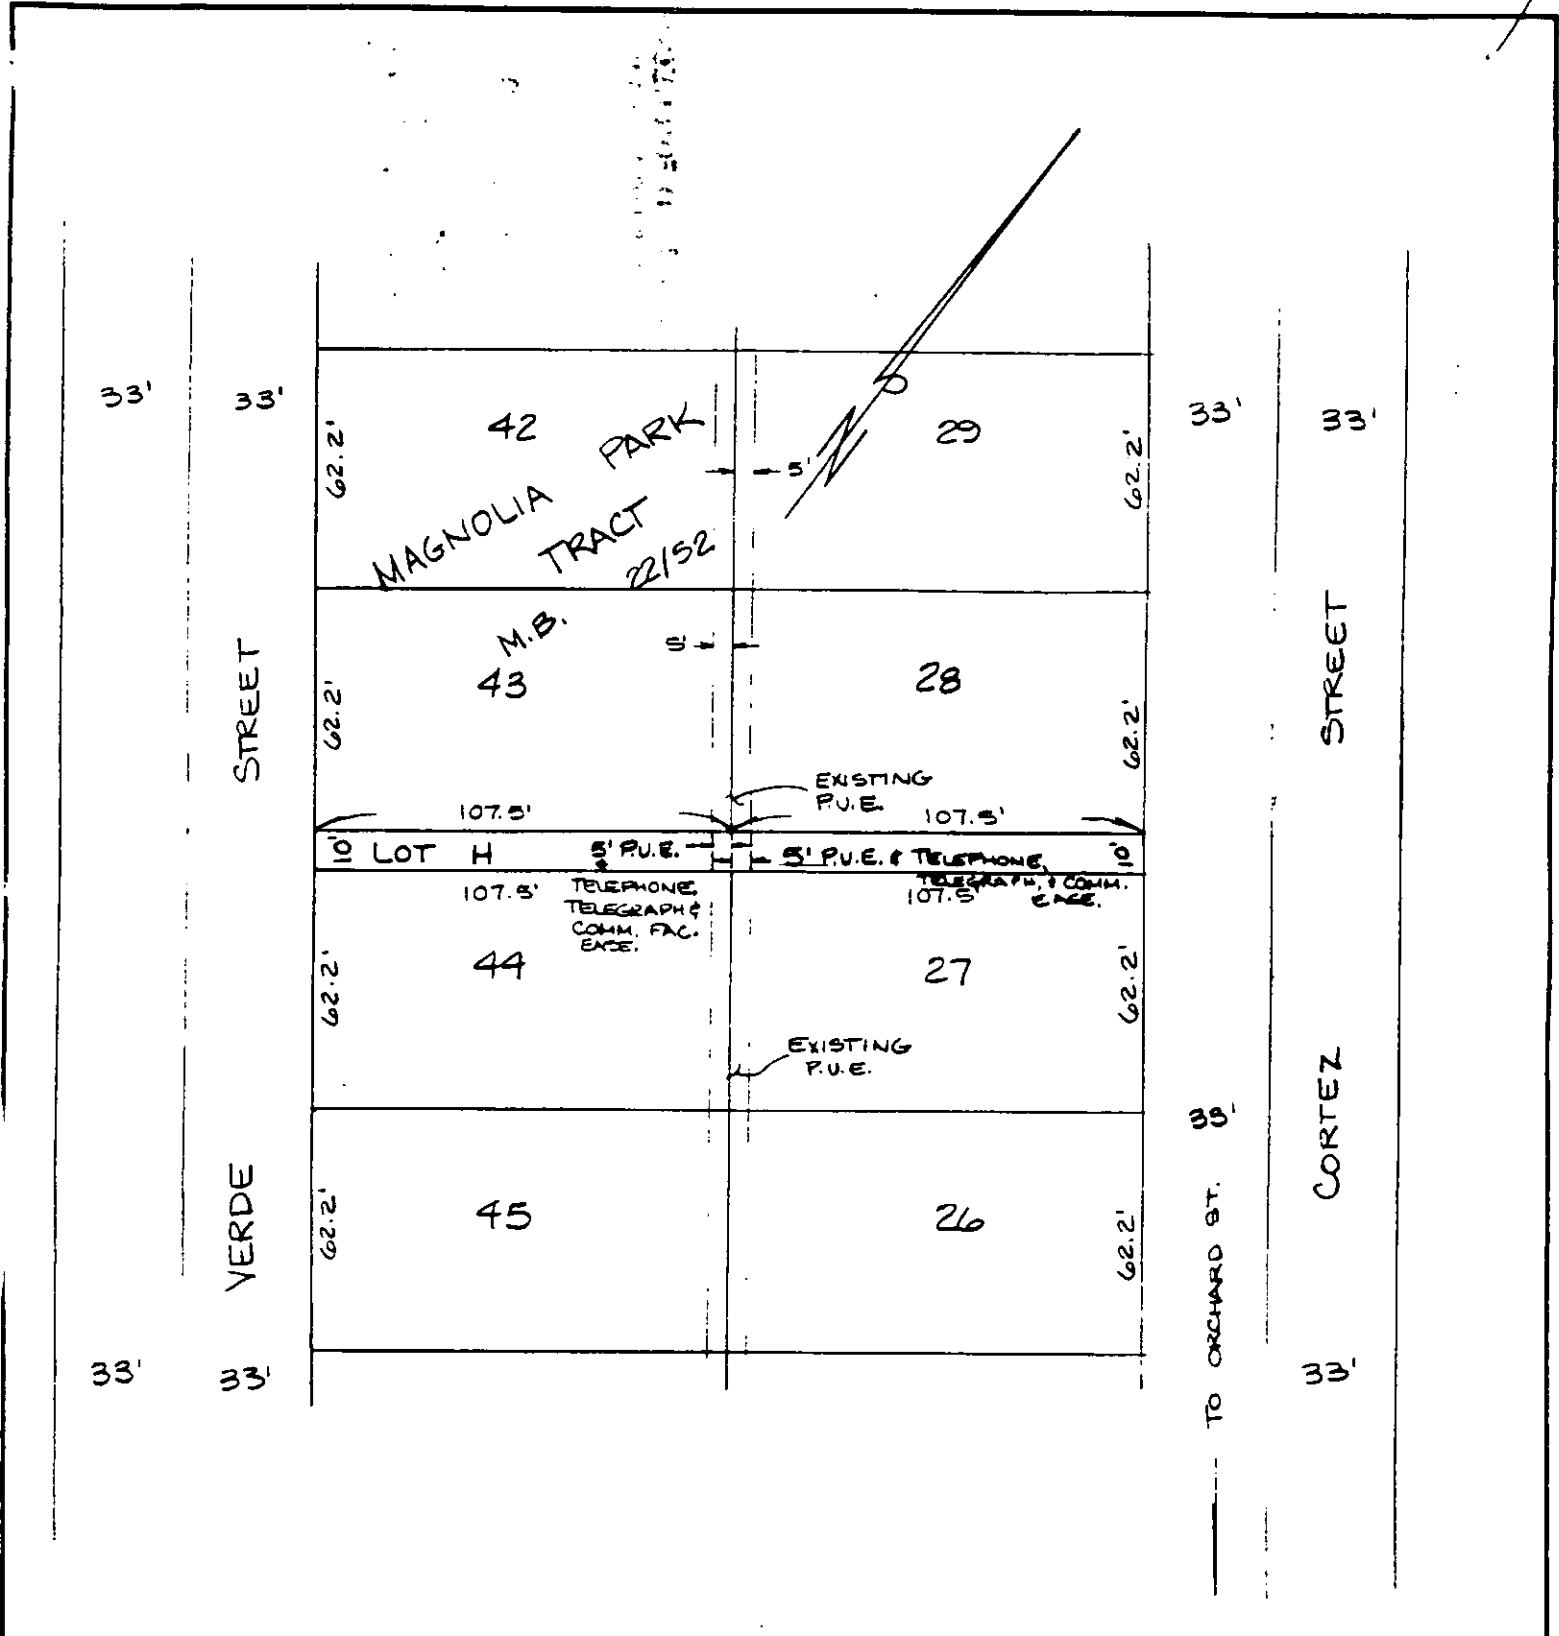 33'
33'
42
PARK
29
33'
33'
62.2'
62.2'
5'
MAGNOLIA
TRACT
22/52
M.B.
5'
43
28
62.2'
62.2'
STREET
STREET
EXISTING
P.U.E.
107.5'
107.5'
10'
LOT H
5' P.U.E.
5' P.U.E. & TELEPHONE,
TELEGRAPH, & COMM.
EASE.
10'
107.5'
&
TELEPHONE,
TELEGRAPH &
COMM. FAC.
EASE.
107.5'
44
27
62.2'
62.2'
EXISTING
P.U.E.
33'
CORTEZ
VERDE
45
26
62.2'
62.2'
TO ORCHARD ST.
33'
33'
33'